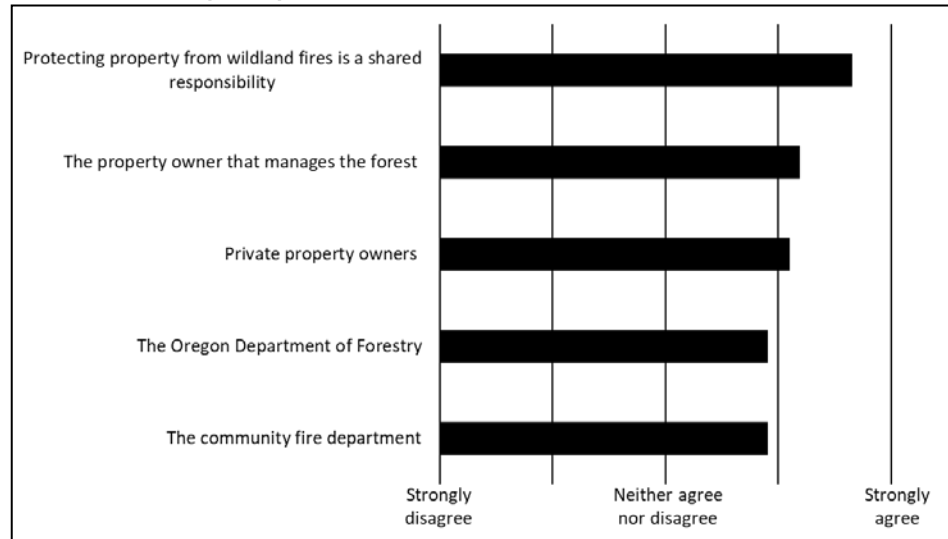 Protecting property from wildland fires is a shared
responsibility
The property owner that manages the forest
Private property owners
The Oregon Department of Forestry
The community fire department
Strongly
disagree
Neither agree
nor disagree
Strongly
agree